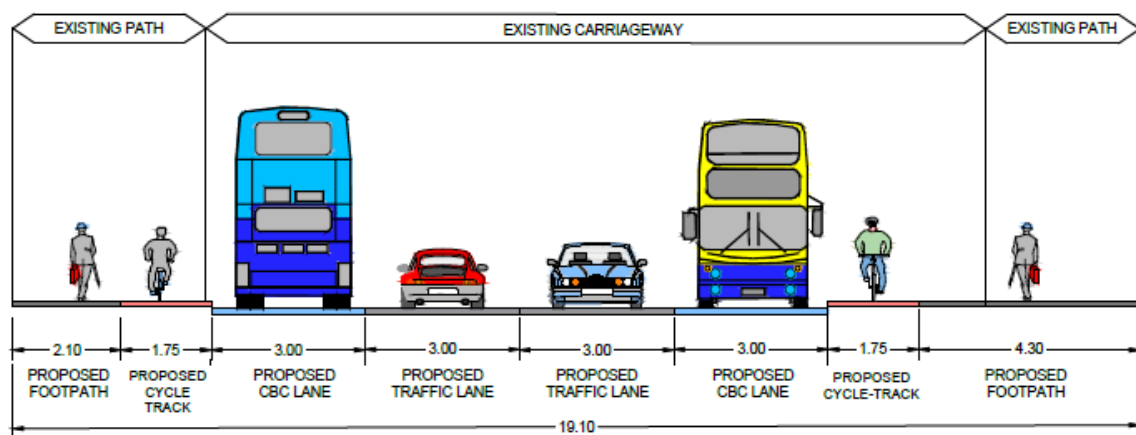 EXISTING PATH
EXISTING CARRIAGEWAY
EXISTING PATH
2.10
1.75
3.00
3.00
3.00
3.00
1.75
4.30
PROPOSED
FOOTPATH
PROPOSED
CYCLE
TRACK
PROPOSED
CBC LANE
PROPOSED
TRAFFIC LANE
PROPOSED
TRAFFIC LANE
PROPOSED
CBC LANE
PROPOSED
CYCLE-TRACK
PROPOSED
FOOTPATH
19.10